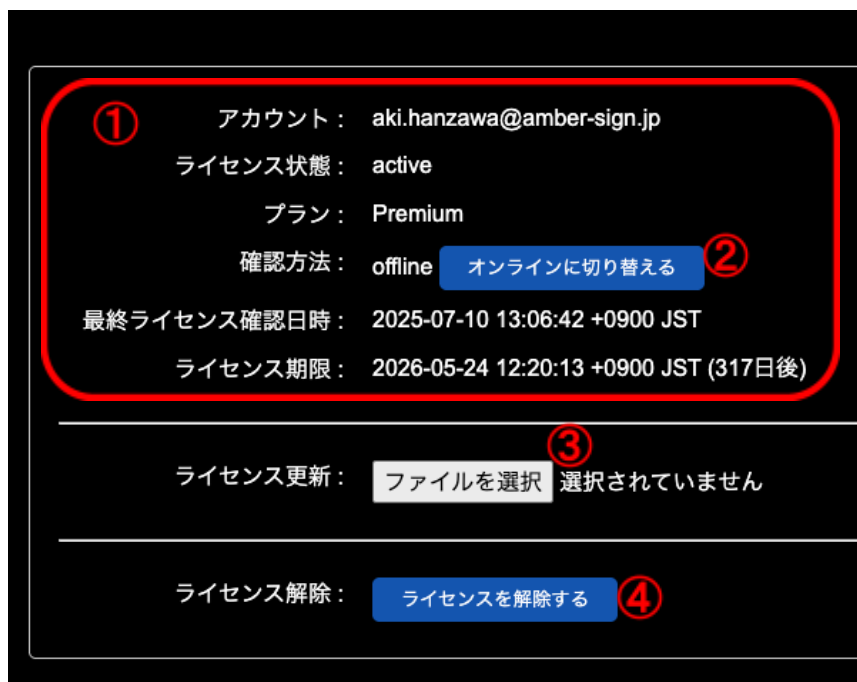 ① アカウント： aki.hanzawa@amber-sign.jp
ライセンス状態： active
プラン： Premium
確認方法： offline オンラインに切り替える ②
最終ライセンス確認日時： 2025-07-10 13:06:42 +0900 JST
ライセンス期限： 2026-05-24 12:20:13 +0900 JST (317日後)
③
ライセンス更新： ファイルを選択 選択されていません
ライセンス解除： ライセンスを解除する ④